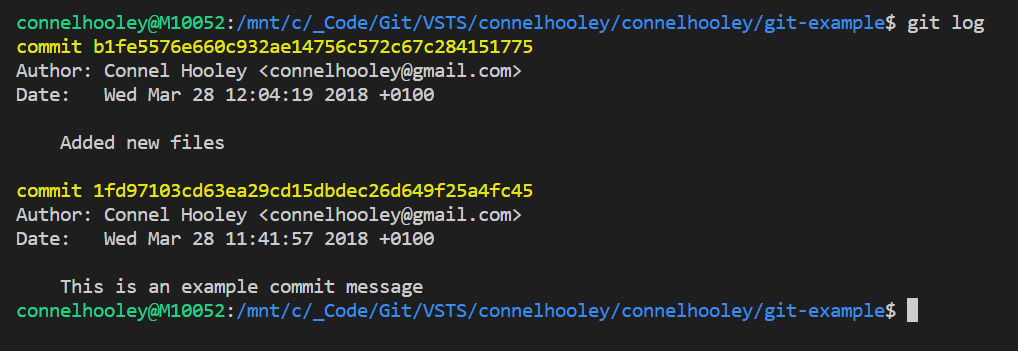 connelhooley@M10052:/mnt/c/_Code/Git/VSTS/connelhooley/connelhooley/git-example$ git log
commit b1fe5576e660c932ae14756c572c67c284151775
Author: Connel Hooley <connelhooley@gmail.com>
Date:   Wed Mar 28 12:04:19 2018 +0100
    Added new files
commit 1fd97103cd63ea29cd15dbdec26d649f25a4fc45
Author: Connel Hooley <connelhooley@gmail.com>
Date:   Wed Mar 28 11:41:57 2018 +0100
    This is an example commit message
connelhooley@M10052:/mnt/c/_Code/Git/VSTS/connelhooley/connelhooley/git-example$